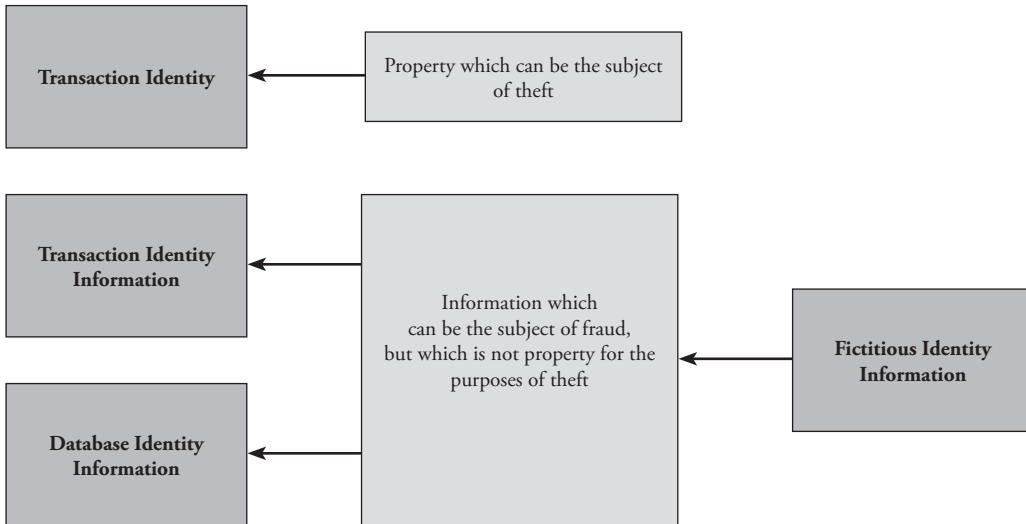 Transaction Identity
Property which can be the subject
of theft
Transaction Identity
Information
Information which
can be the subject of fraud,
but which is not property for the
purposes of theft
Fictitious Identity
Information
Database Identity
Information